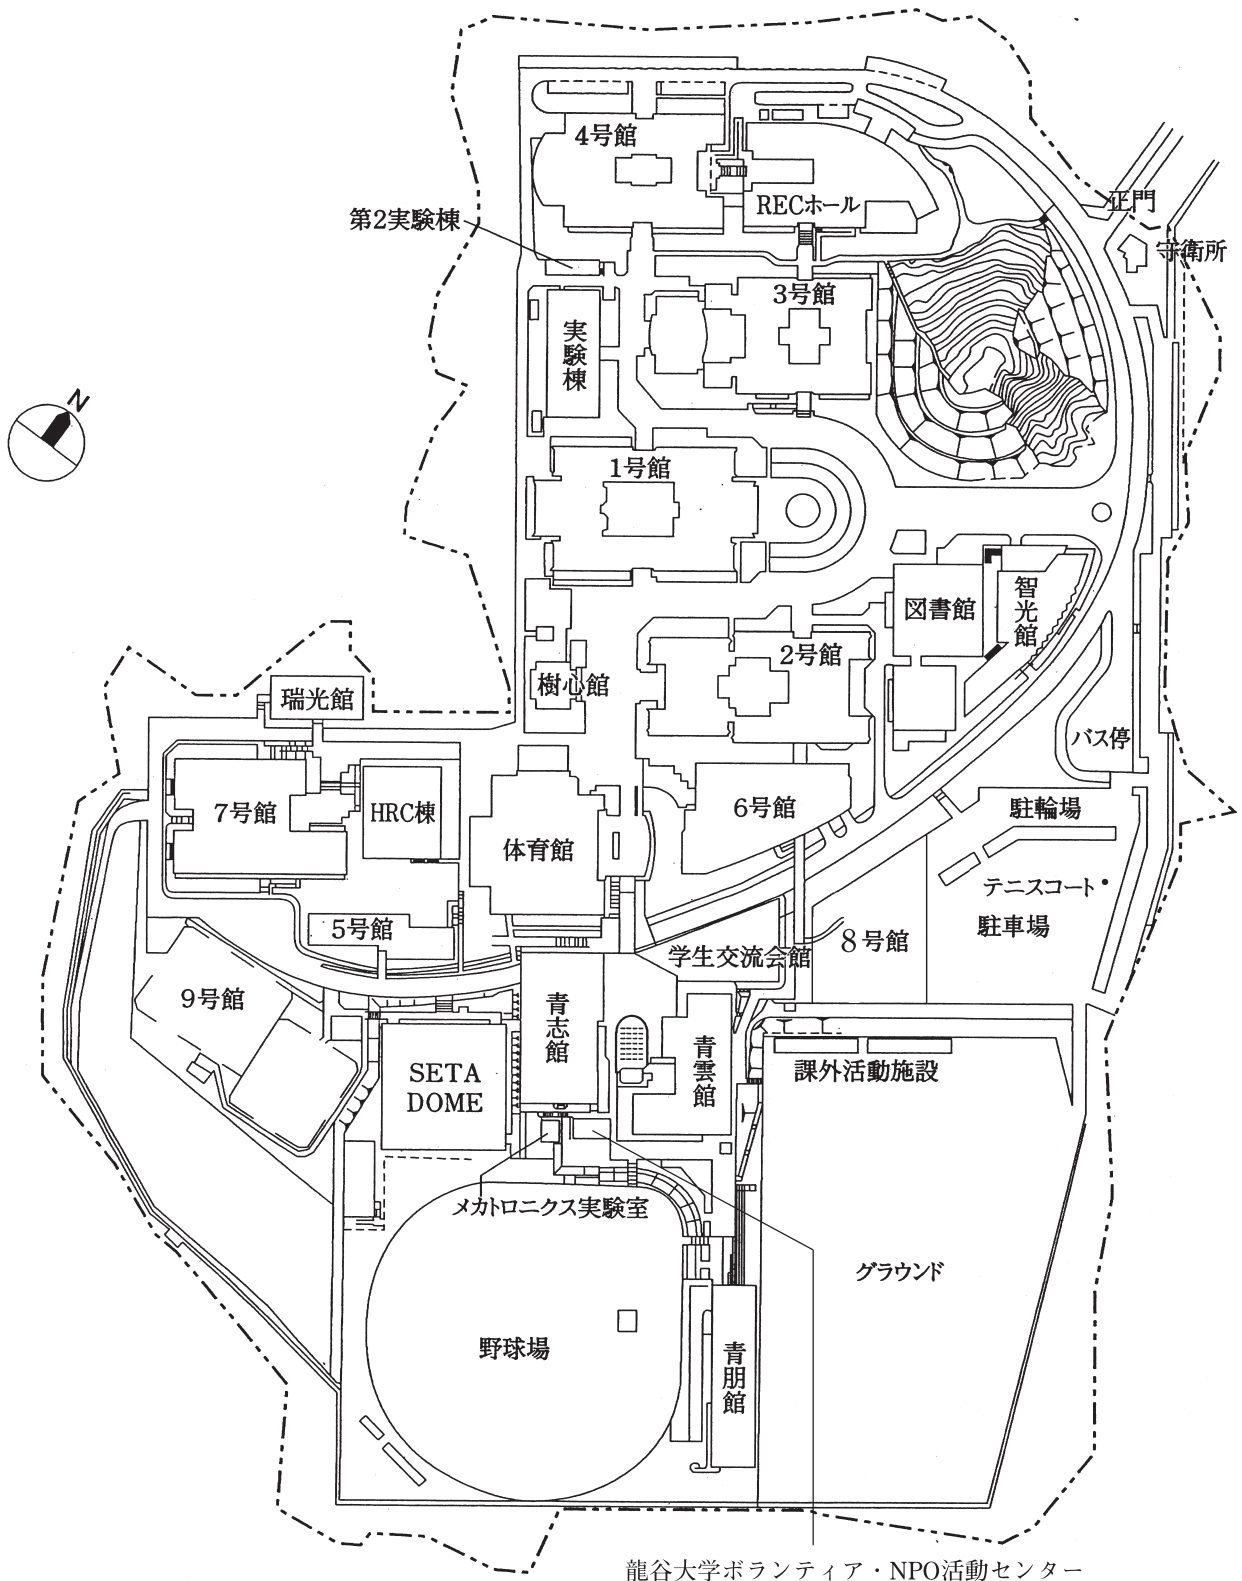 4号館
正門
RECホール
第2実験棟
守衛所
3号館
実験棟
N
1号館
図書館
智光館
2号館
樹心館
瑞光館
バス停
7号館
HRC棟
6号館
駐輪場
体育館
テニスコート
5号館
駐車場
8号館
学生交流会館
9号館
青志館
青雲館
SETA
DOME
課外活動施設
メカトロニクス実験室
グラウンド
野球場
青朋館
龍谷大学ボランティア・NPO活動センター